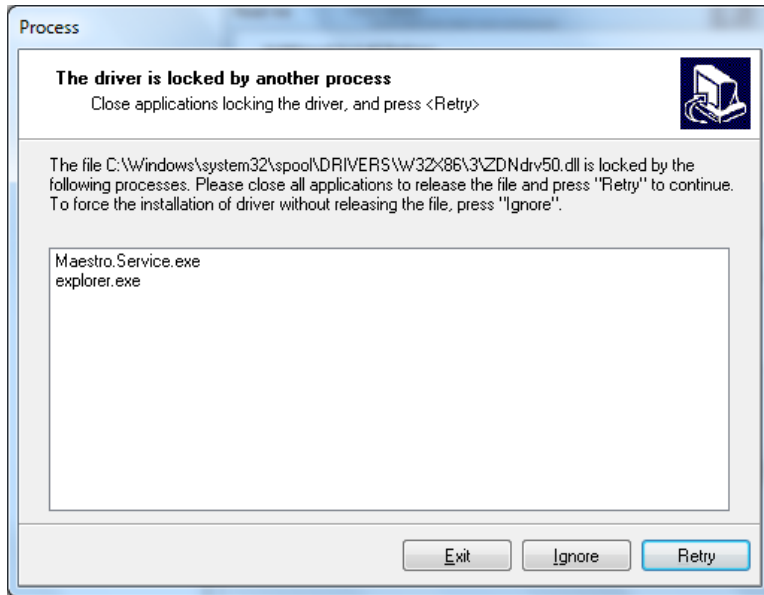 Process
The driver is locked by another process
Close applications locking the driver, and press <Retry>
The file C:\Windows\system32\spool\DRIVERS\W32X86\3\ZDNdrv50.dll is locked by the
following processes. Please close all applications to release the file and press "Retry" to continue.
To force the installation of driver without releasing the file, press "Ignore".
Maestro.Service.exe
explorer.exe
Exit Ignore Retry